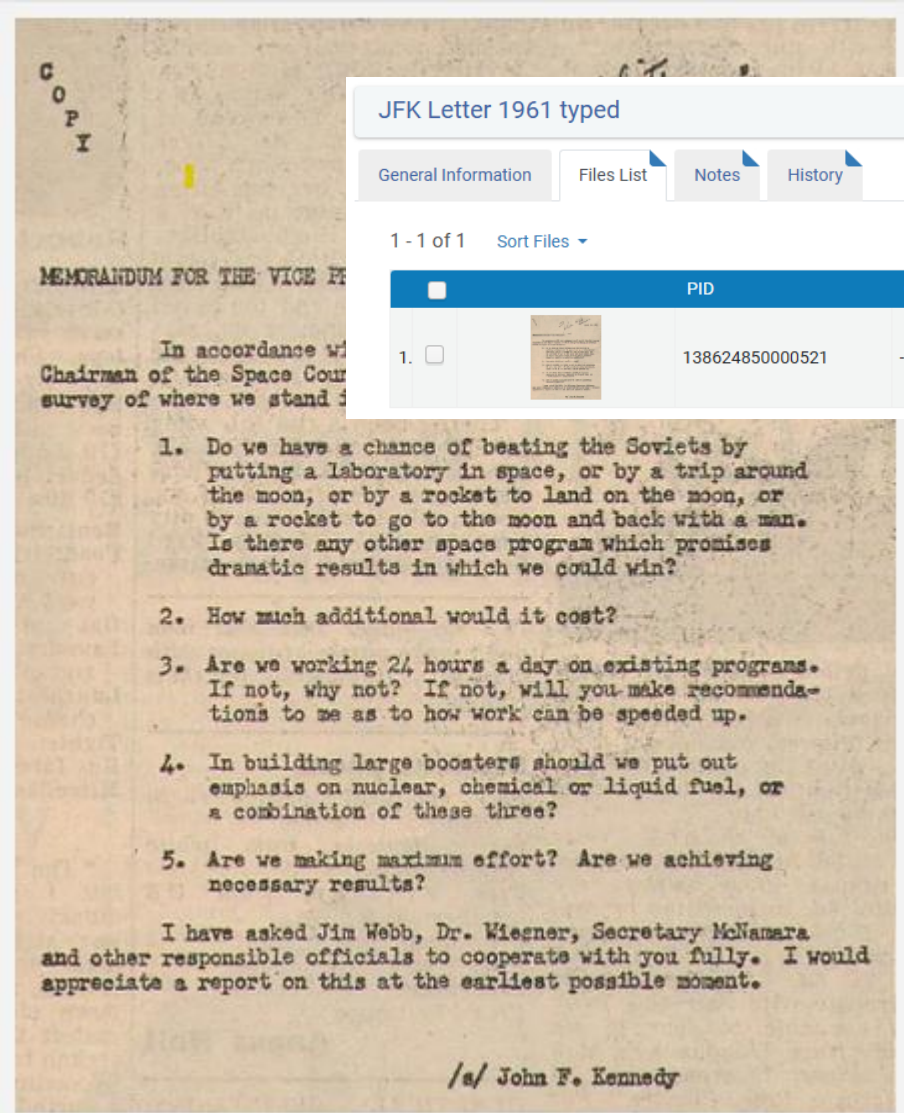 C
O
P
Y
JFK Letter 1961 typed
General Information Files List Notes History
1 - 1 of 1 Sort Files
PID
1. 138624850000521 -
MEMORANDUM FOR THE VICE
In accordance
Chairman of the Space
survey of where we stand
1. Do we have a chance of beating the Soviets by
putting a laboratory in space, or by a trip around
the moon, or by a rocket to land on the moon, or
by a rocket to go to the moon and back with a man.
Is there any other space program which promises
dramatic results in which we could win?
2. How much additional would it cost?
3. Are we working 24 hours a day on existing programs.
If not, why not? If not, will you make recommenda-
tions to me as to how work can be speeded up.
4. In building large boosters should we put out
emphasis on nuclear, chemical or liquid fuel, or
a combination of these three?
5. Are we making maximum effort? Are we achieving
necessary results?
I have asked Jim Webb, Dr. Wiesner, Secretary McNamara
and other responsible officials to cooperate with you fully. I would
appreciate a report on this at the earliest possible moment.
/s/ John F. Kennedy